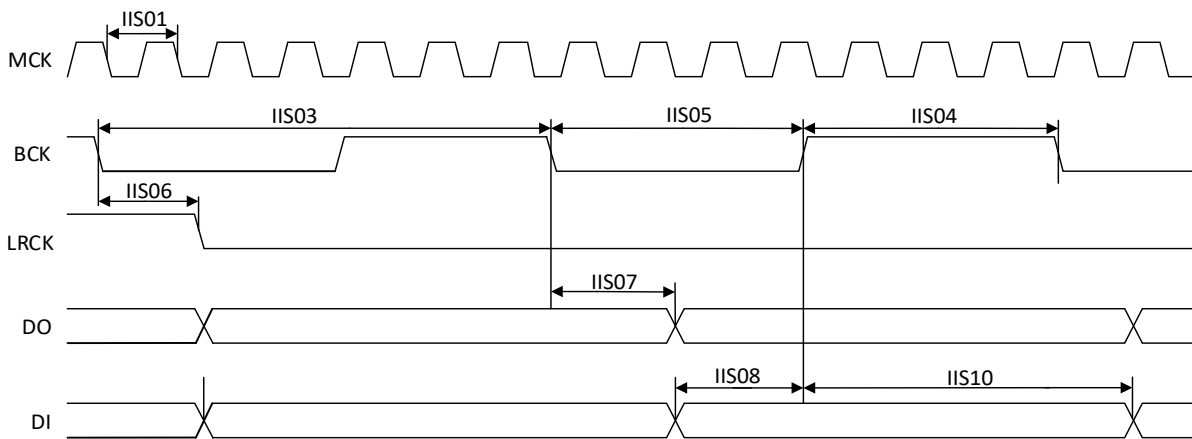 IIS01
MCK
IIS03 IIS05 IIS04
BCK
IIS06
LRCK
IIS07
DO
IIS08 IIS10
DI